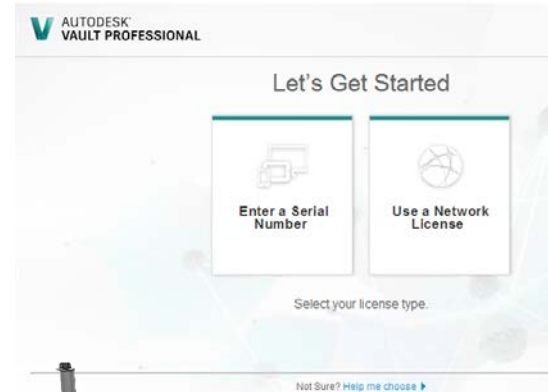 AUTODESK®
VAULT PROFESSIONAL
Let's Get Started
Enter a Serial
Number
Use a Network
License
Select your license type.
Not Sure? Help me choose